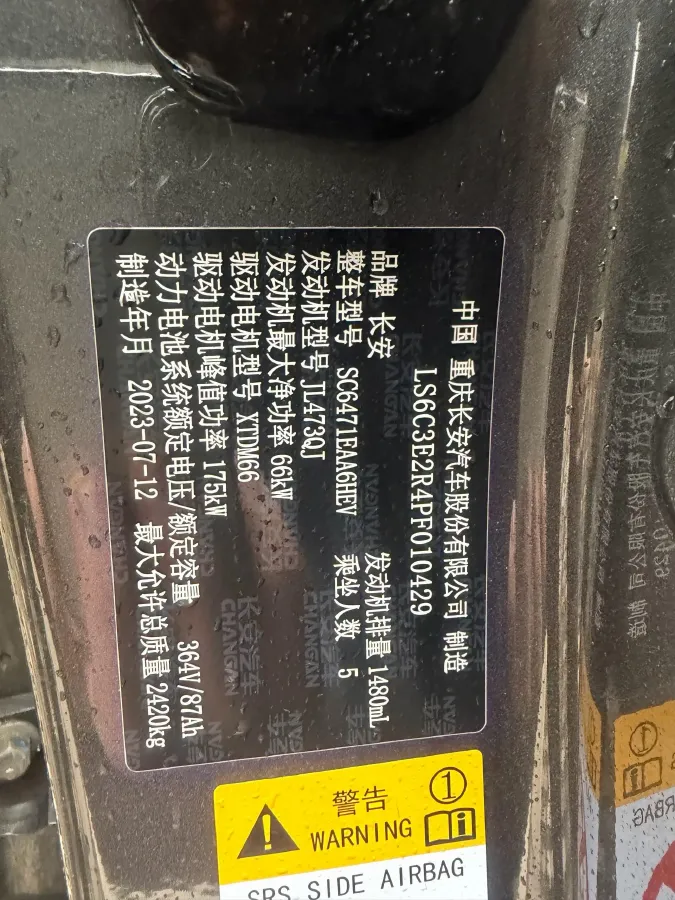 中国 重庆长安汽车股份有限公司 制造
LS6C3E2R4PF010429
品牌 长安
整车型号 SC6471EAA6HEV 乘坐人数 5
发动机型号 JL473QJ 发动机排量 1480mL
发动机最大净功率 66kW
驱动电机型号 XTDM66
驱动电机峰值功率 175kW
动力电池系统额定电压/额定容量 364V/87Ah
制造年月 2023-07-12 最大允许总质量 2420kg
警告
WARNING
SRS SIDE AIRBAG